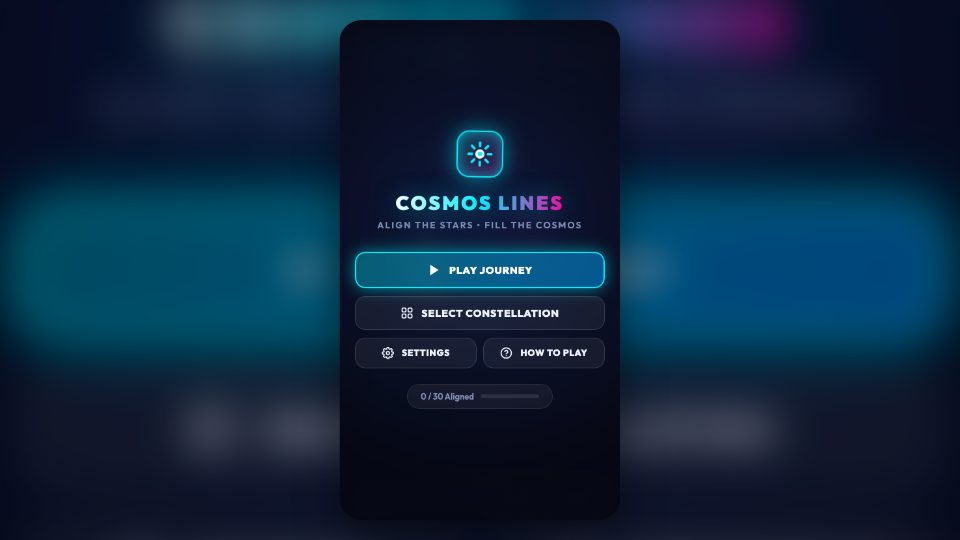 COSMOS LINES
ALIGN THE STARS • FILL THE COSMOS
PLAY JOURNEY
SELECT CONSTELLATION
SETTINGS
HOW TO PLAY
0 / 30 Aligned